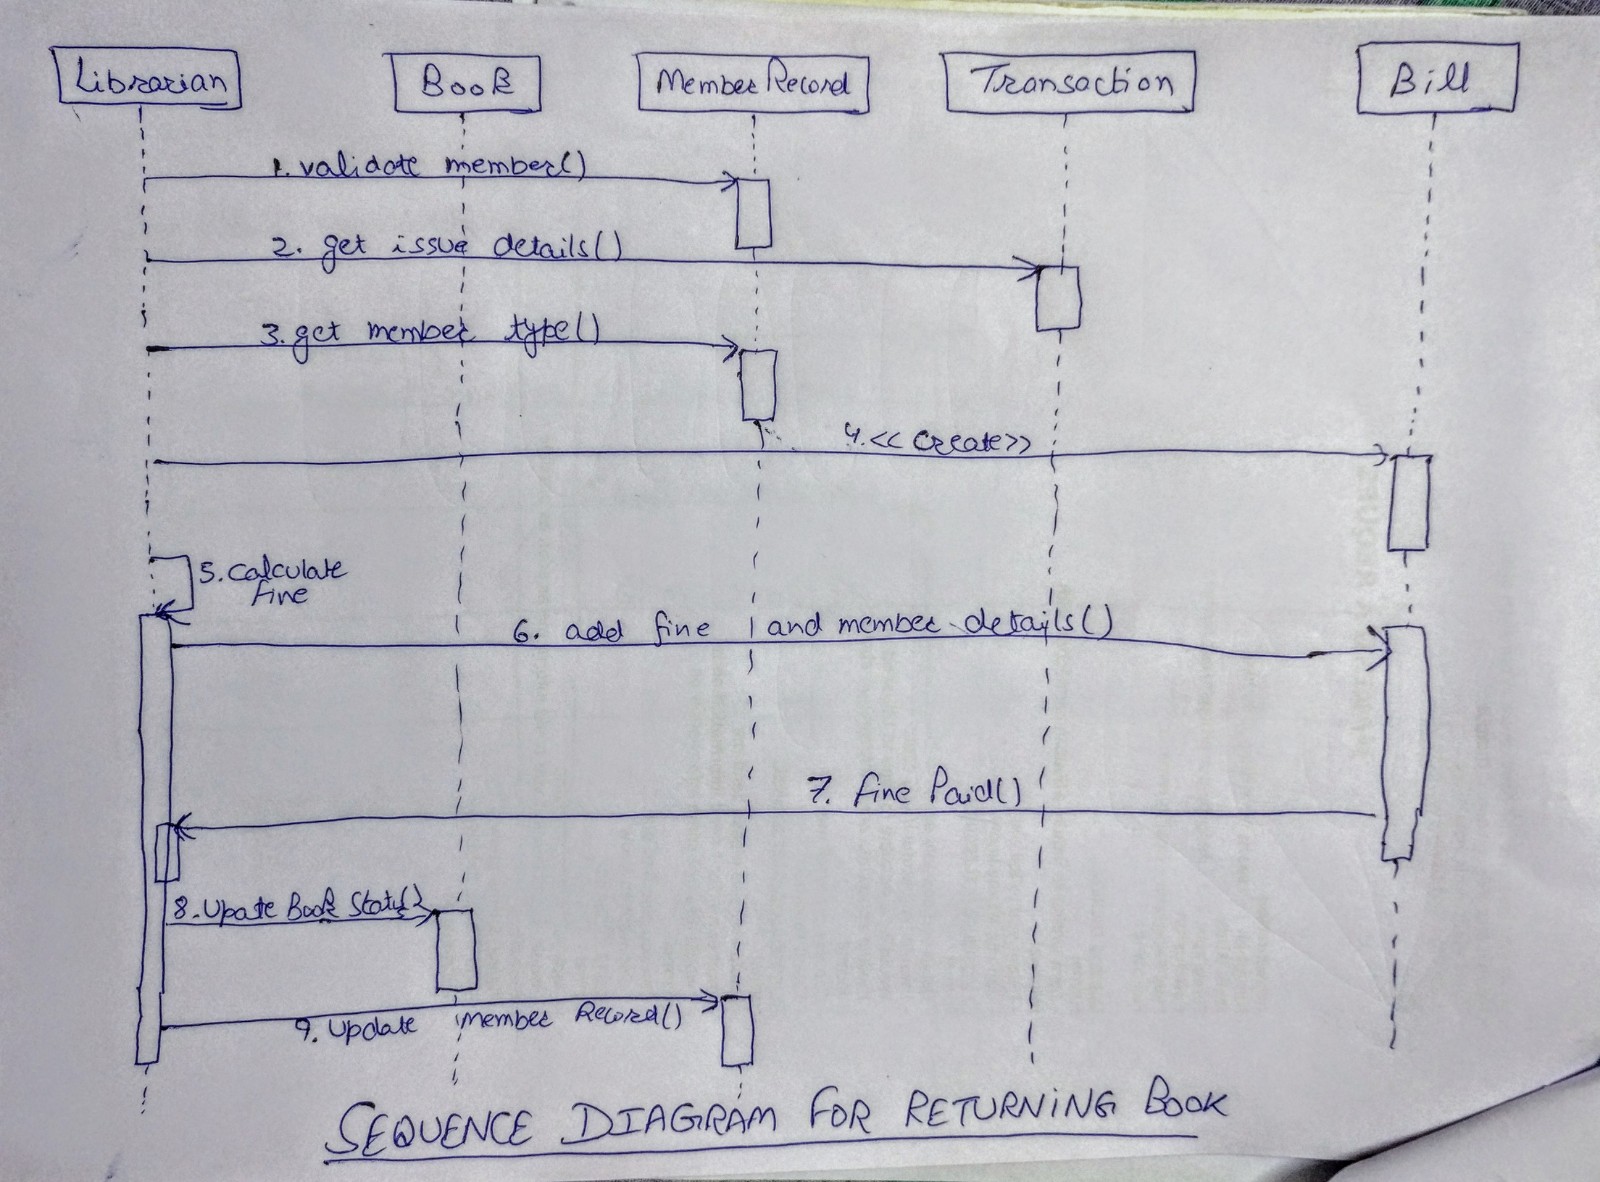 Librarian
Book
Member Record
Transaction
Bill
1. validate member()
2. get issue details()
3. get member type()
4. << create >>
5. Calculate
fine
6. add fine and member details()
7. fine Paid()
8. Upate Book Status()
9. Update member Record()
SEQUENCE DIAGRAM FOR RETURNING BOOK